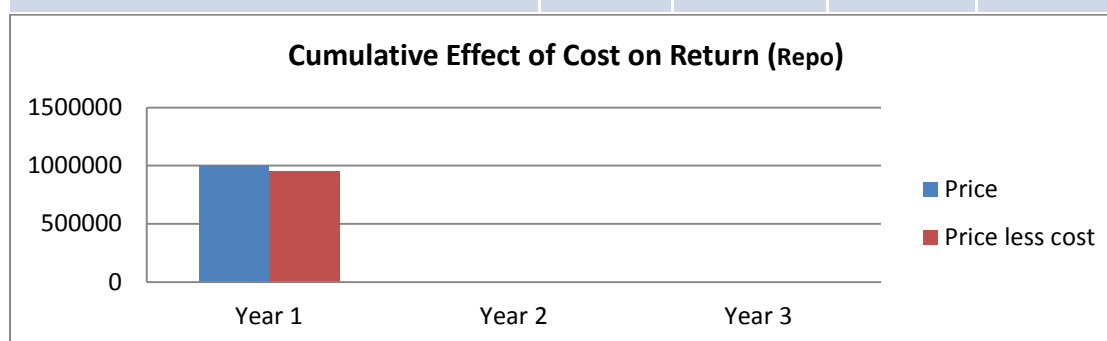 Cumulative Effect of Cost on Return (Repo)
1500000
1000000
500000
0
Year 1 Year 2 Year 3
Price
Price less cost